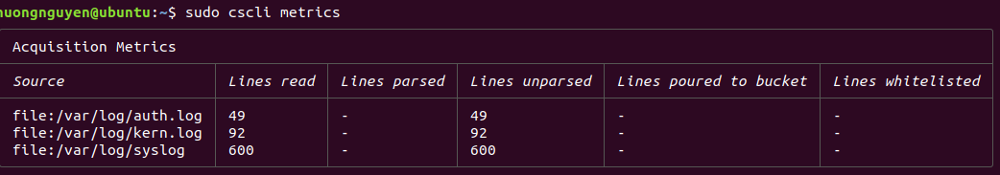 huongnguyen@ubuntu:~$ sudo cscli metrics
Acquisition Metrics
Source Lines read Lines parsed Lines unparsed Lines poured to bucket Lines whitelisted
file:/var/log/auth.log 49 - 49 - -
file:/var/log/kern.log 92 - 92 - -
file:/var/log/syslog 600 - 600 - -